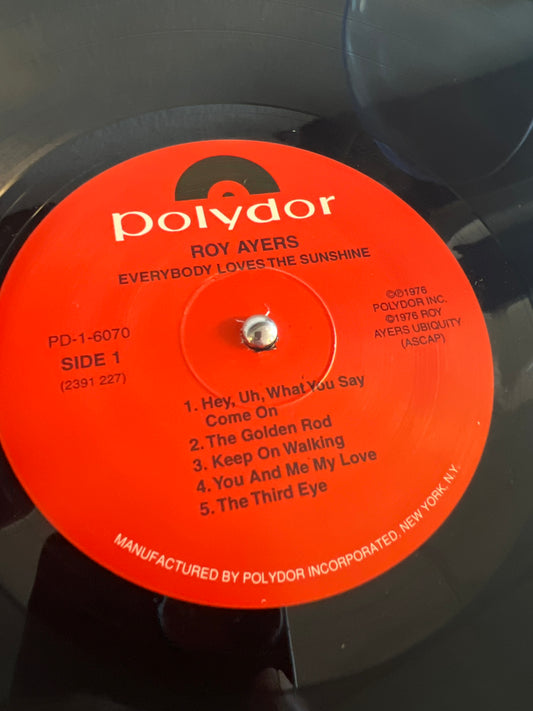 polydor
ROY AYERS
EVERYBODY LOVES THE SUNSHINE
PD-1-6070
SIDE 1
(2391 227)
℗©1976
POLYDOR INC.
©1976 ROY
AYERS UBIQUITY
(ASCAP)
1. Hey, Uh, What You Say
Come On
2. The Golden Rod
3. Keep On Walking
4. You And Me My Love
5. The Third Eye
MANUFACTURED BY POLYDOR INCORPORATED, NEW YORK, N.Y.